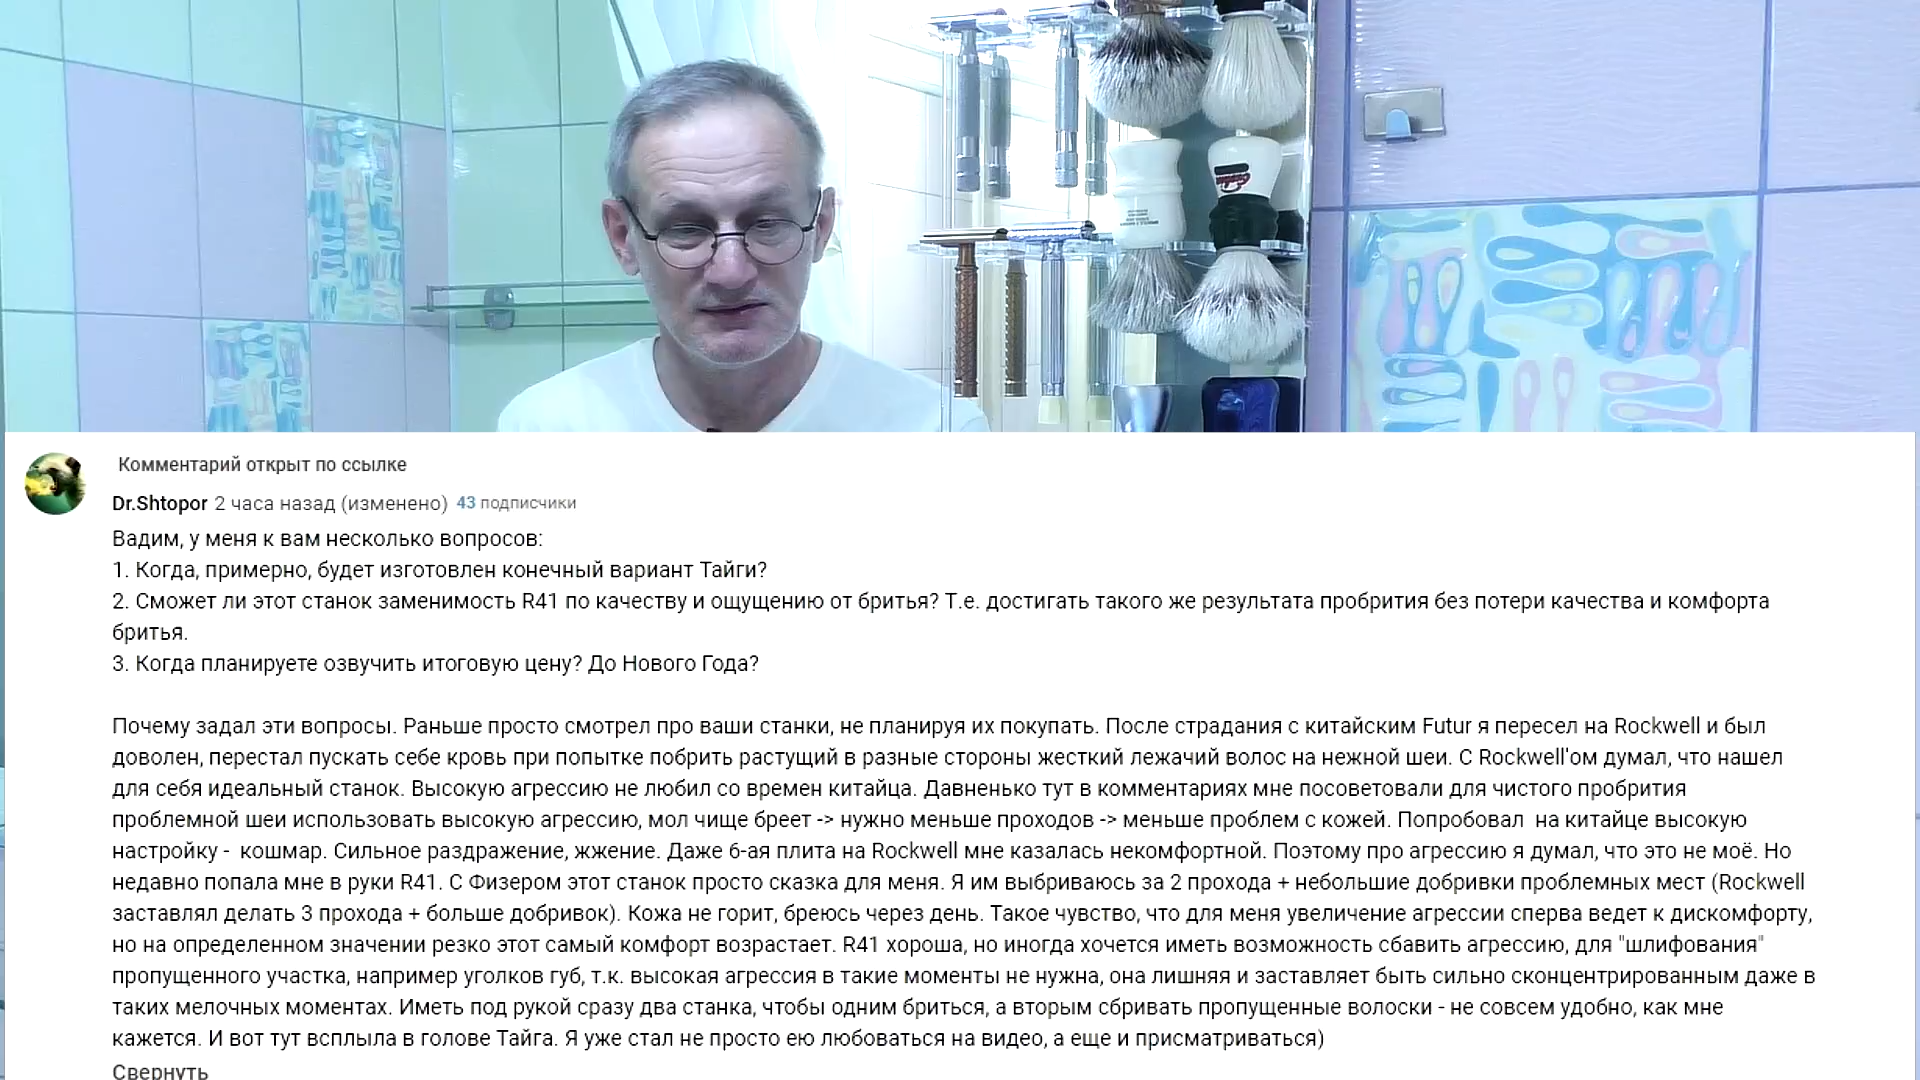 Комментарий открыт по ссылке
Dr.Shtopor 2 часа назад (изменено) 43 подписчики
Вадим, у меня к вам несколько вопросов:
1. Когда, примерно, будет изготовлен конечный вариант Тайги?
2. Сможет ли этот станок заменимость R41 по качеству и ощущению от бритья? Т.е. достигать такого же результата пробрития без потери качества и комфорта
бритья.
3. Когда планируете озвучить итоговую цену? До Нового Года?
Почему задал эти вопросы. Раньше просто смотрел про ваши станки, не планируя их покупать. После страдания с китайским Futur я пересел на Rockwell и был
доволен, перестал пускать себе кровь при попытке побрить растущий в разные стороны жесткий лежачий волос на нежной шеи. С Rockwell'ом думал, что нашел
для себя идеальный станок. Высокую агрессию не любил со времен китайца. Давненько тут в комментариях мне посоветовали для чистого пробрития
проблемной шеи использовать высокую агрессию, мол чище бреет -> нужно меньше проходов -> меньше проблем с кожей. Попробовал  на китайце высокую
настройку -  кошмар. Сильное раздражение, жжение. Даже 6-ая плита на Rockwell мне казалась некомфортной. Поэтому про агрессию я думал, что это не моё. Но
недавно попала мне в руки R41. С Физером этот станок просто сказка для меня. Я им выбриваюсь за 2 прохода + небольшие добривки проблемных мест (Rockwell
заставлял делать 3 прохода + больше добривок). Кожа не горит, бреюсь через день. Такое чувство, что для меня увеличение агрессии сперва ведет к дискомфорту,
но на определенном значении резко этот самый комфорт возрастает. R41 хороша, но иногда хочется иметь возможность сбавить агрессию, для "шлифования"
пропущенного участка, например уголков губ, т.к. высокая агрессия в такие моменты не нужна, она лишняя и заставляет быть сильно сконцентрированным даже в
таких мелочных моментах. Иметь под рукой сразу два станка, чтобы одним бриться, а вторым сбривать пропущенные волоски - не совсем удобно, как мне
кажется. И вот тут всплыла в голове Тайга. Я уже стал не просто ею любоваться на видео, а еще и присматриваться)
Свернуть